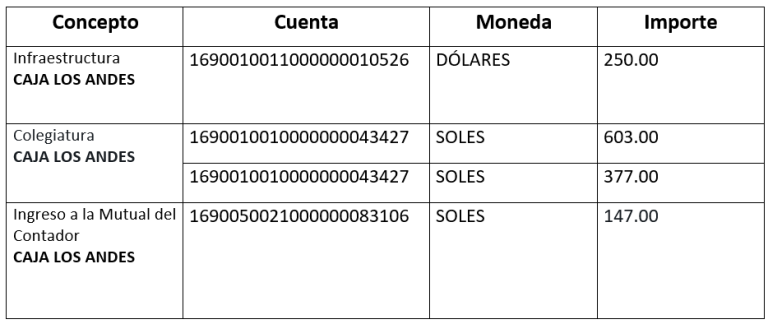 Concepto Cuenta Moneda Importe
Infraestructura 1690010011000000010526 DÓLARES 250.00
CAJA LOS ANDES
Colegiatura 1690010010000000043427 SOLES 603.00
CAJA LOS ANDES
1690010010000000043427 SOLES 377.00
Ingreso a la Mutual del 1690050021000000083106 SOLES 147.00
Contador
CAJA LOS ANDES